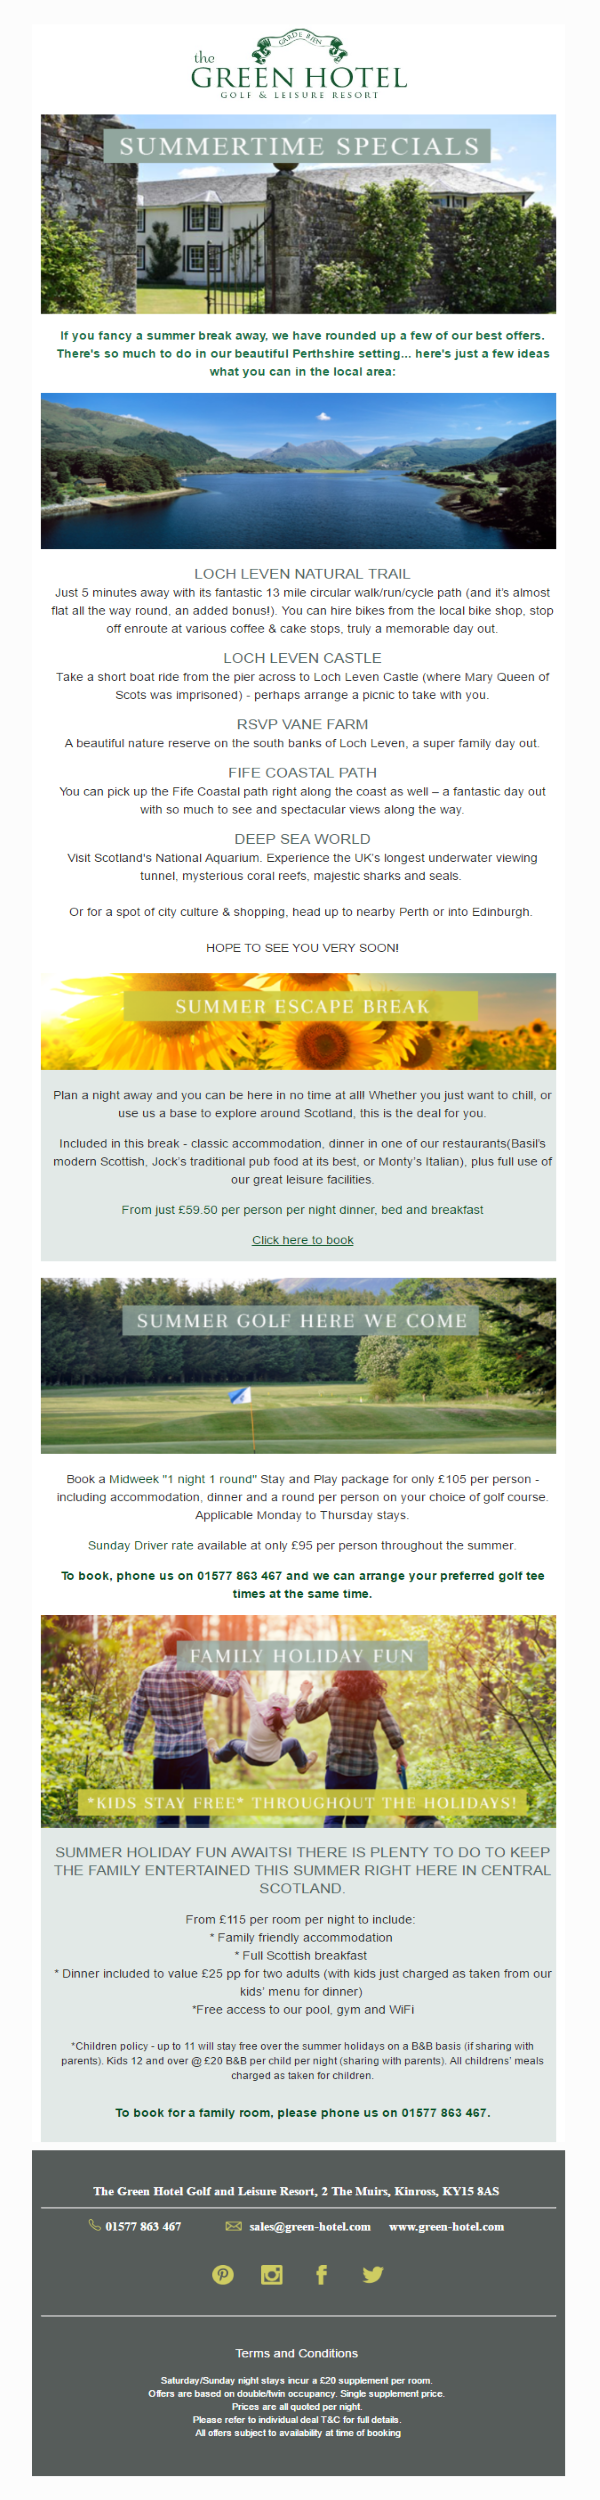 GARDE BIEN
the
GREEN HOTEL
GOLF & LEISURE RESORT
SUMMERTIME SPECIALS
If you fancy a summer break away, we have rounded up a few of our best offers.
There's so much to do in our beautiful Perthshire setting... here's just a few ideas
what you can in the local area:
LOCH LEVEN NATURAL TRAIL
Just 5 minutes away with its fantastic 13 mile circular walk/run/cycle path (and it's almost
flat all the way round, an added bonus!). You can hire bikes from the local bike shop, stop
off enroute at various coffee & cake stops, truly a memorable day out.
LOCH LEVEN CASTLE
Take a short boat ride from the pier across to Loch Leven Castle (where Mary Queen of
Scots was imprisoned) - perhaps arrange a picnic to take with you.
RSVP VANE FARM
A beautiful nature reserve on the south banks of Loch Leven, a super family day out.
FIFE COASTAL PATH
You can pick up the Fife Coastal path right along the coast as well – a fantastic day out
with so much to see and spectacular views along the way.
DEEP SEA WORLD
Visit Scotland's National Aquarium. Experience the UK's longest underwater viewing
tunnel, mysterious coral reefs, majestic sharks and seals.
Or for a spot of city culture & shopping, head up to nearby Perth or into Edinburgh.
HOPE TO SEE YOU VERY SOON!
SUMMER ESCAPE BREAK
Plan a night away and you can be here in no time at all! Whether you just want to chill, or
use us a base to explore around Scotland, this is the deal for you.
Included in this break - classic accommodation, dinner in one of our restaurants(Basil's
modern Scottish, Jock's traditional pub food at its best, or Monty's Italian), plus full use of
our great leisure facilities.
From just £59.50 per person per night dinner, bed and breakfast
Click here to book
SUMMER GOLF HERE WE COME
Book a Midweek "1 night 1 round" Stay and Play package for only £105 per person -
including accommodation, dinner and a round per person on your choice of golf course.
Applicable Monday to Thursday stays.
Sunday Driver rate available at only £95 per person throughout the summer.
To book, phone us on 01577 863 467 and we can arrange your preferred golf tee
times at the same time.
FAMILY HOLIDAY FUN
*KIDS STAY FREE* THROUGHOUT THE HOLIDAYS!
SUMMER HOLIDAY FUN AWAITS! THERE IS PLENTY TO DO TO KEEP
THE FAMILY ENTERTAINED THIS SUMMER RIGHT HERE IN CENTRAL
SCOTLAND.
From £115 per room per night to include:
* Family friendly accommodation
* Full Scottish breakfast
* Dinner included to value £25 pp for two adults (with kids just charged as taken from our
kids' menu for dinner)
*Free access to our pool, gym and WiFi
*Children policy - up to 11 will stay free over the summer holidays on a B&B basis (if sharing with
parents). Kids 12 and over @ £20 B&B per child per night (sharing with parents). All childrens' meals
charged as taken for children.
To book for a family room, please phone us on 01577 863 467.
The Green Hotel Golf and Leisure Resort, 2 The Muirs, Kinross, KY15 8AS
01577 863 467 sales@green-hotel.com www.green-hotel.com
Terms and Conditions
Saturday/Sunday night stays incur a £20 supplement per room.
Offers are based on double/twin occupancy. Single supplement price.
Prices are all quoted per night.
Please refer to individual deal T&C for full details.
All offers subject to availability at time of booking